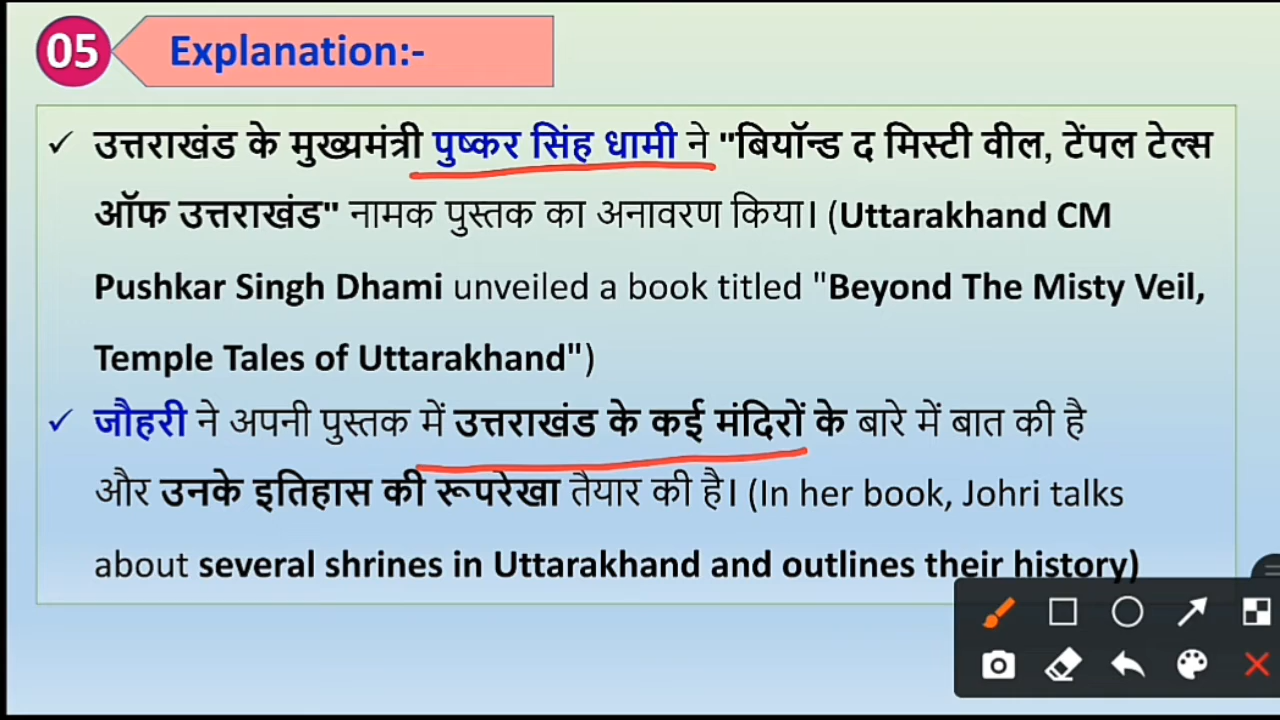 05 Explanation:-
✓ उत्तराखंड के मुख्यमंत्री पुष्कर सिंह धामी ने "बियॉन्ड द मिस्टी वील, टेंपल टेल्स
ऑफ उत्तराखंड" नामक पुस्तक का अनावरण किया। (Uttarakhand CM
Pushkar Singh Dhami unveiled a book titled "Beyond The Misty Veil,
Temple Tales of Uttarakhand")
✓ जौहरी ने अपनी पुस्तक में उत्तराखंड के कई मंदिरों के बारे में बात की है
और उनके इतिहास की रूपरेखा तैयार की है। (In her book, Johri talks
about several shrines in Uttarakhand and outlines their history)